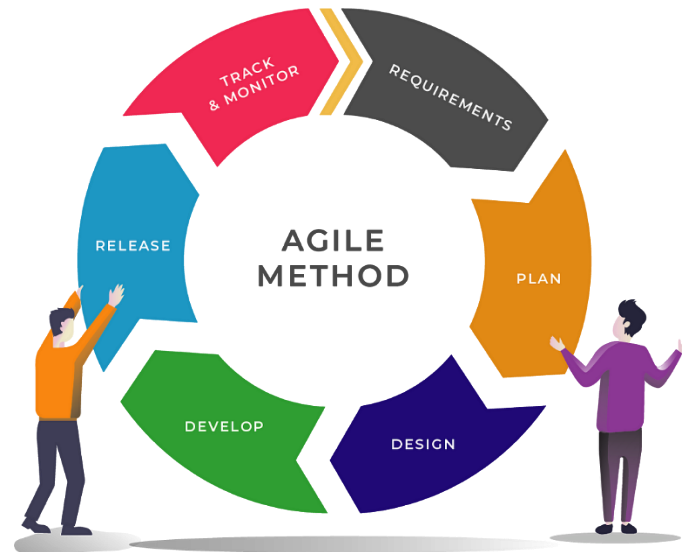 AGILE
METHOD
REQUIREMENTS
PLAN
DESIGN
DEVELOP
RELEASE
TRACK
& MONITOR